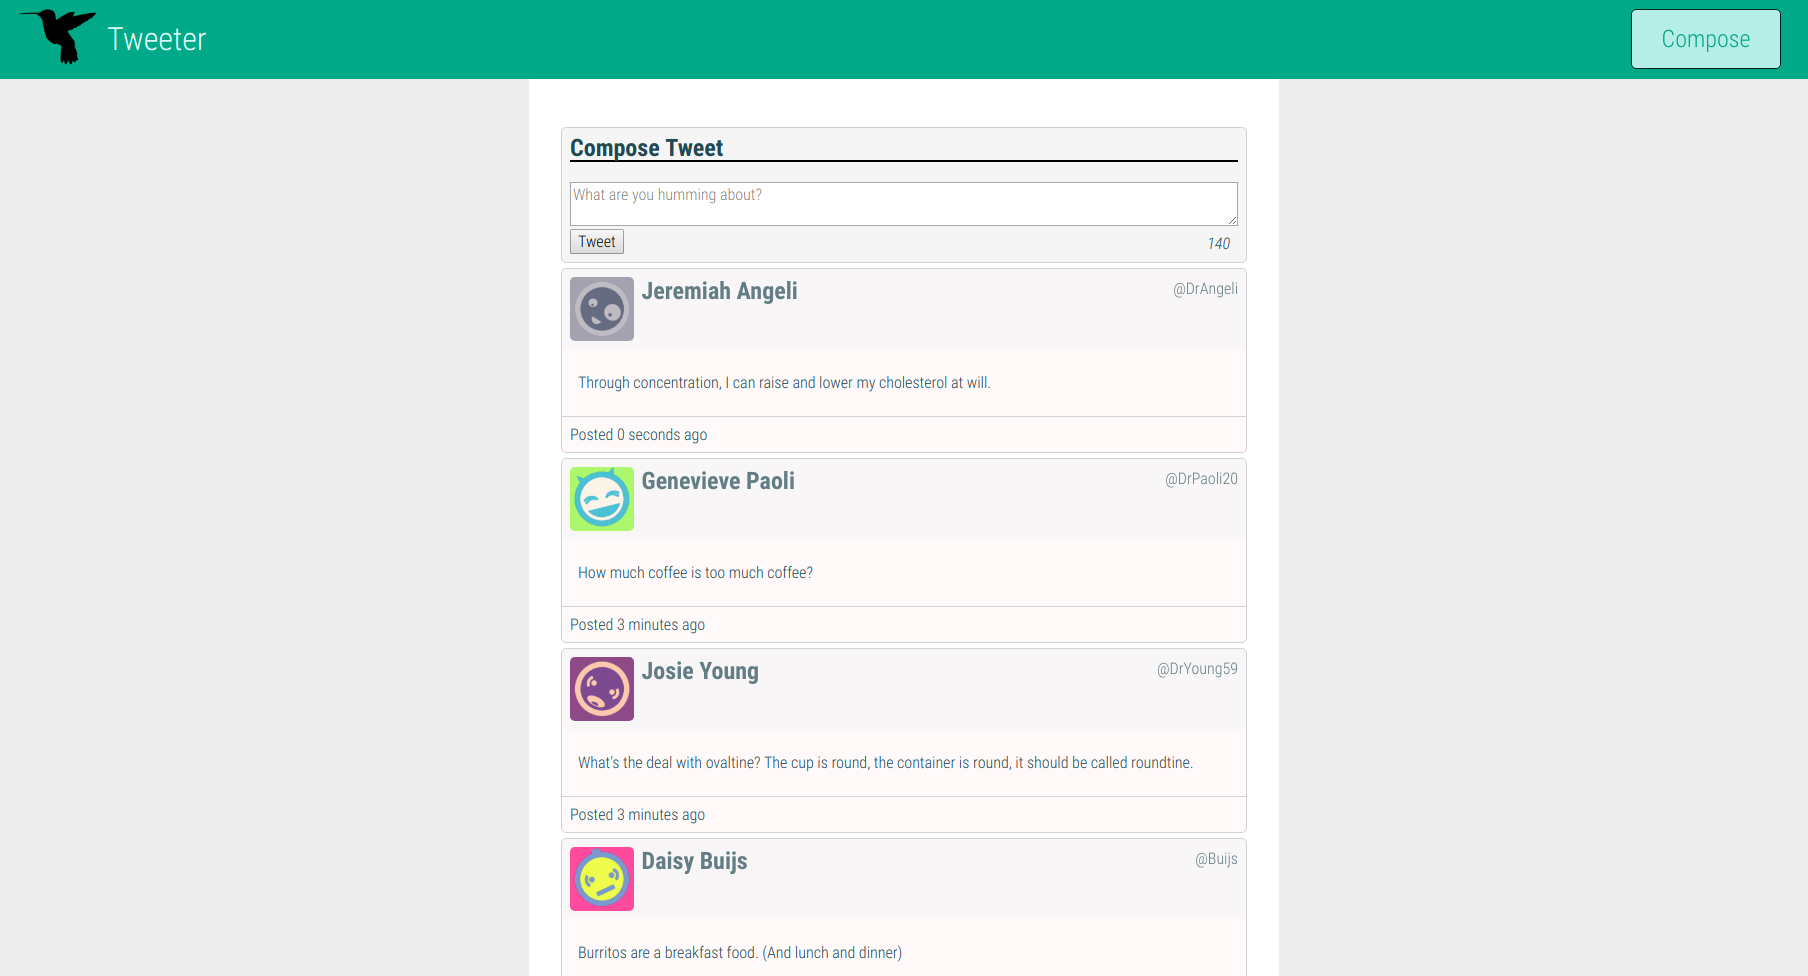 Tweeter
Compose
Compose Tweet
What are you humming about?
Tweet
140
Jeremiah Angeli
@DrAngeli
Through concentration, I can raise and lower my cholesterol at will.
Posted 0 seconds ago
Genevieve Paoli
@DrPaoli20
How much coffee is too much coffee?
Posted 3 minutes ago
Josie Young
@DrYoung59
What's the deal with ovaltine? The cup is round, the container is round, it should be called roundtine.
Posted 3 minutes ago
Daisy Buijs
@Buijs
Burritos are a breakfast food. (And lunch and dinner)